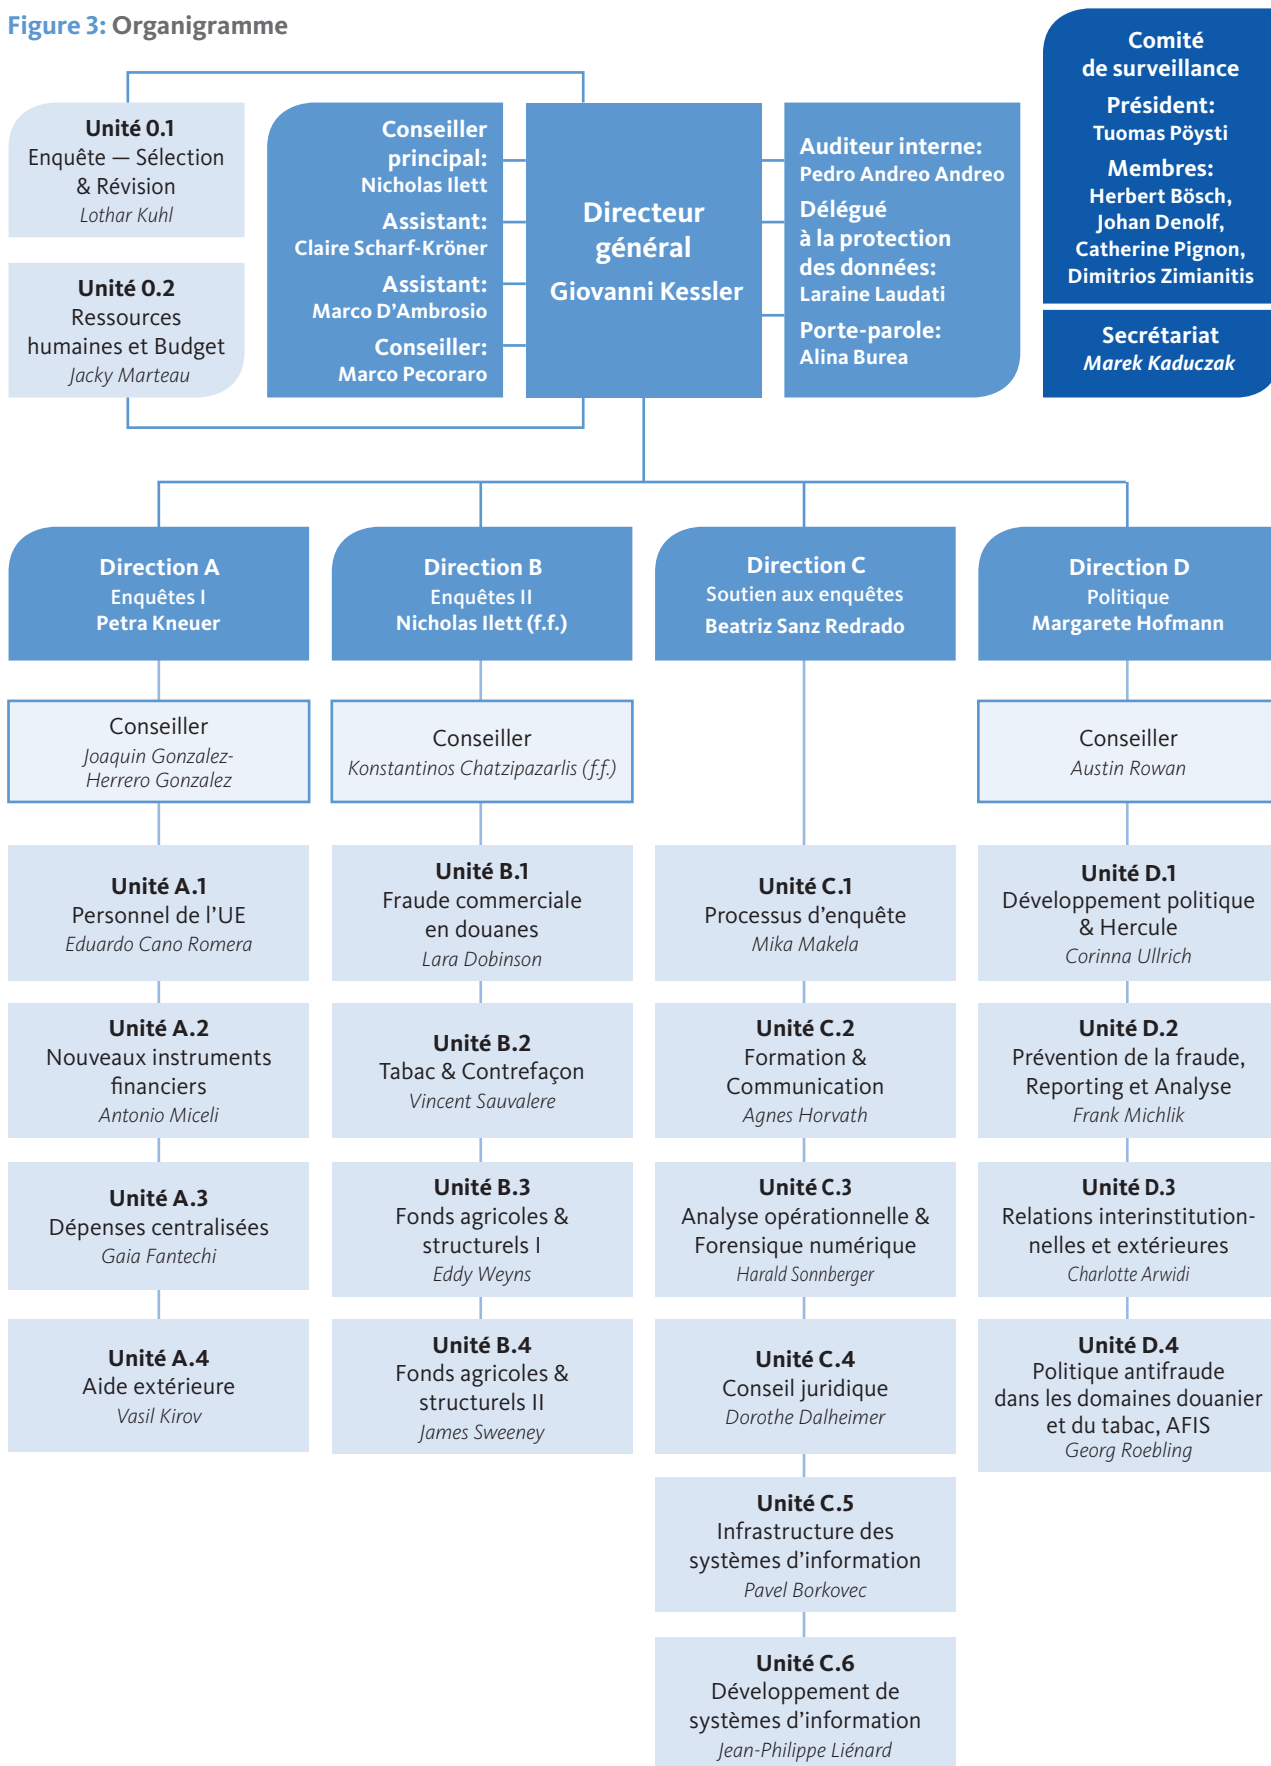 Figure 3: Organigramme
Unité 0.1
Enquête — Sélection
& Révision
Lothar Kuhl
Unité 0.2
Ressources
humaines et Budget
Jacky Marteau
Conseiller
principal:
Nicholas Ilett
Assistant:
Claire Scharf-Kröner
Assistant:
Marco D'Ambrosio
Conseiller:
Marco Pecoraro
Directeur
général
Giovanni Kessler
Auditeur interne:
Pedro Andreo Andreo
Délégué
à la protection
des données:
Laraine Laudati
Porte-parole:
Alina Burea
Comité
de surveillance
Président:
Tuomas Pöysti
Membres:
Herbert Bösch,
Johan Denolf,
Catherine Pignon,
Dimitrios Zimianitis
Secrétariat
Marek Kaduczak
Direction A
Enquêtes I
Petra Kneuer
Conseiller
Joaquin Gonzalez-
Herrero Gonzalez
Unité A.1
Personnel de l'UE
Eduardo Cano Romera
Unité A.2
Nouveaux instruments
financiers
Antonio Miceli
Unité A.3
Dépenses centralisées
Gaia Fantechi
Unité A.4
Aide extérieure
Vasil Kirov
Direction B
Enquêtes II
Nicholas Ilett (f.f.)
Conseiller
Konstantinos Chatzipazarlis (f.f.)
Unité B.1
Fraude commerciale
en douanes
Lara Dobinson
Unité B.2
Tabac & Contrefaçon
Vincent Sauvalere
Unité B.3
Fonds agricoles &
structurels I
Eddy Weyns
Unité B.4
Fonds agricoles &
structurels II
James Sweeney
Direction C
Soutien aux enquêtes
Beatriz Sanz Redrado
Unité C.1
Processus d'enquête
Mika Makela
Unité C.2
Formation &
Communication
Agnes Horvath
Unité C.3
Analyse opérationnelle &
Forensique numérique
Harald Sonnberger
Unité C.4
Conseil juridique
Dorothe Dalheimer
Unité C.5
Infrastructure des
systèmes d'information
Pavel Borkovec
Unité C.6
Développement de
systèmes d'information
Jean-Philippe Liénard
Direction D
Politique
Margarete Hofmann
Conseiller
Austin Rowan
Unité D.1
Développement politique
& Hercule
Corinna Ullrich
Unité D.2
Prévention de la fraude,
Reporting et Analyse
Frank Michlik
Unité D.3
Relations interinstitution-
nelles et extérieures
Charlotte Arwidi
Unité D.4
Politique antifraude
dans les domaines douanier
et du tabac, AFIS
Georg Roebling